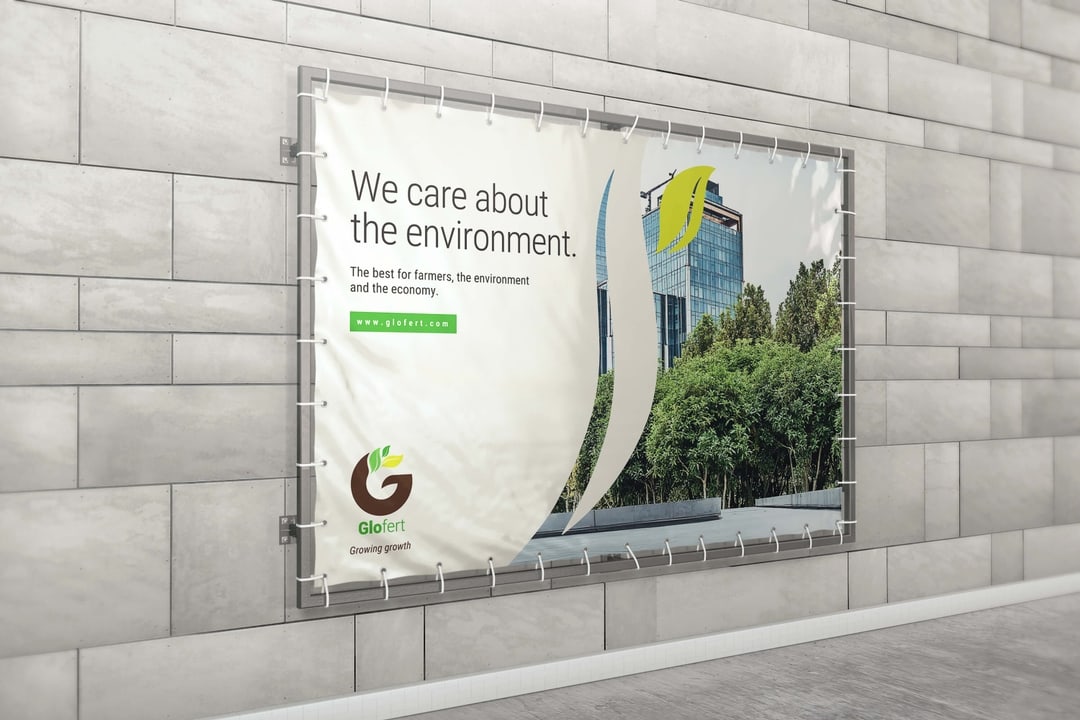 We care about
the environment.
The best for farmers, the environment
and the economy.
www.glofert.com
Glofert
Growing growth